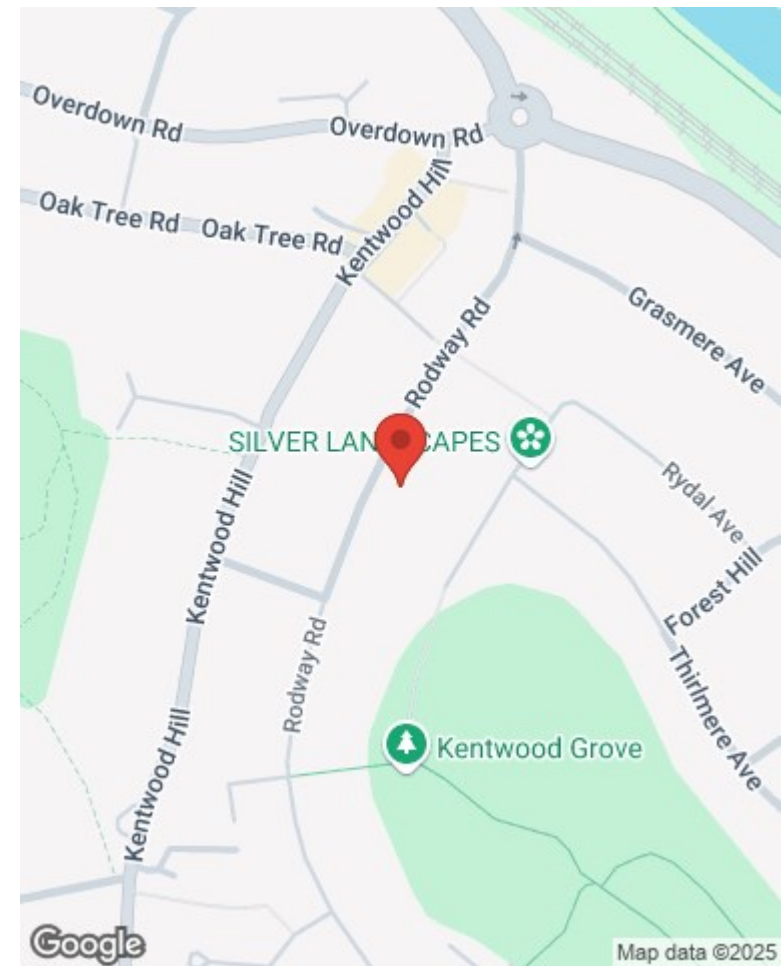 Overdown Rd
Overdown Rd
Kentwood Hill
Oak Tree Rd
Oak Tree Rd
Grasmere Ave
Rodway Rd
SILVER LAN CAPES
Rydal Ave
Kentwood Hill
Forest Hill
Rodway Rd
Thirlmere Ave
Kentwood Grove
Kentwood Hill
Google
Map data ©2025